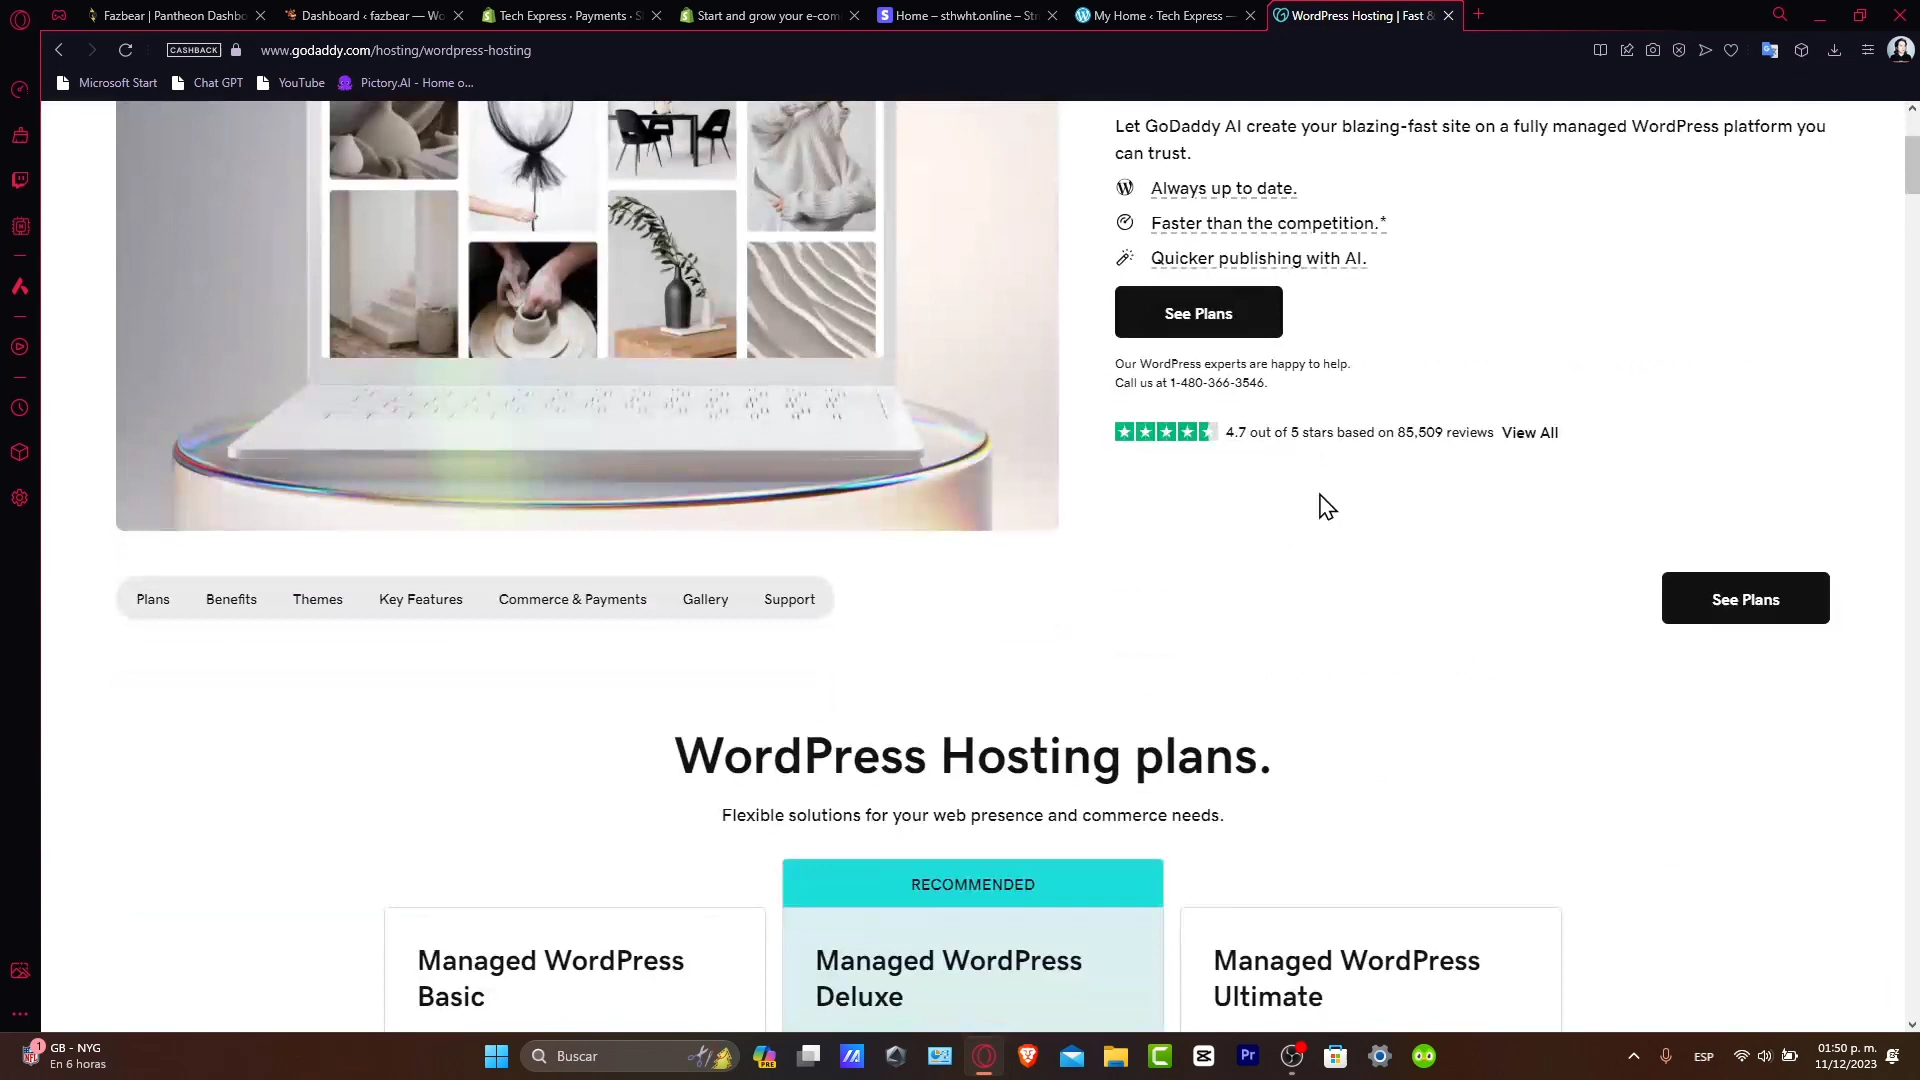 Fazbear | Pantheon Dashbo
Dashboard ‹ fazbear — Wo
Tech Express · Payments · S
Start and grow your e-com
Home – sthwht.online – St
My Home ‹ Tech Express —
WordPress Hosting | Fast &
CASHBACK
www.godaddy.com/hosting/wordpress-hosting
Microsoft Start
Chat GPT
YouTube
Pictory.AI - Home o...
Let GoDaddy AI create your blazing-fast site on a fully managed WordPress platform you
can trust.
Always up to date.
Faster than the competition.*
Quicker publishing with AI.
See Plans
Our WordPress experts are happy to help.
Call us at 1-480-366-3546.
4.7 out of 5 stars based on 85,509 reviews View All
Plans
Benefits
Themes
Key Features
Commerce & Payments
Gallery
Support
See Plans
WordPress Hosting plans.
Flexible solutions for your web presence and commerce needs.
RECOMMENDED
Managed WordPress
Basic
Managed WordPress
Deluxe
Managed WordPress
Ultimate
1
GB - NYG
En 6 horas
Buscar
PRE
Pr
ESP
01:50 p. m.
11/12/2023